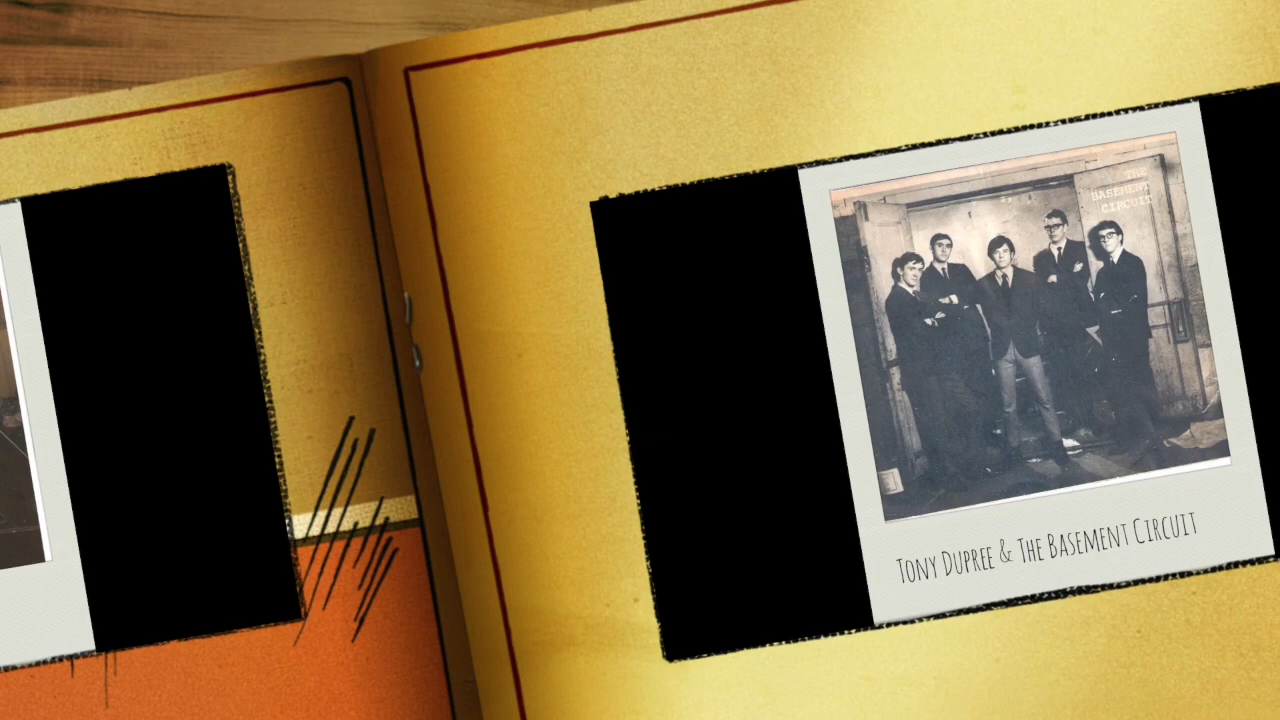 THE
BASEMENT
CIRCUIT
TONY DUPREE & THE BASEMENT CIRCUIT